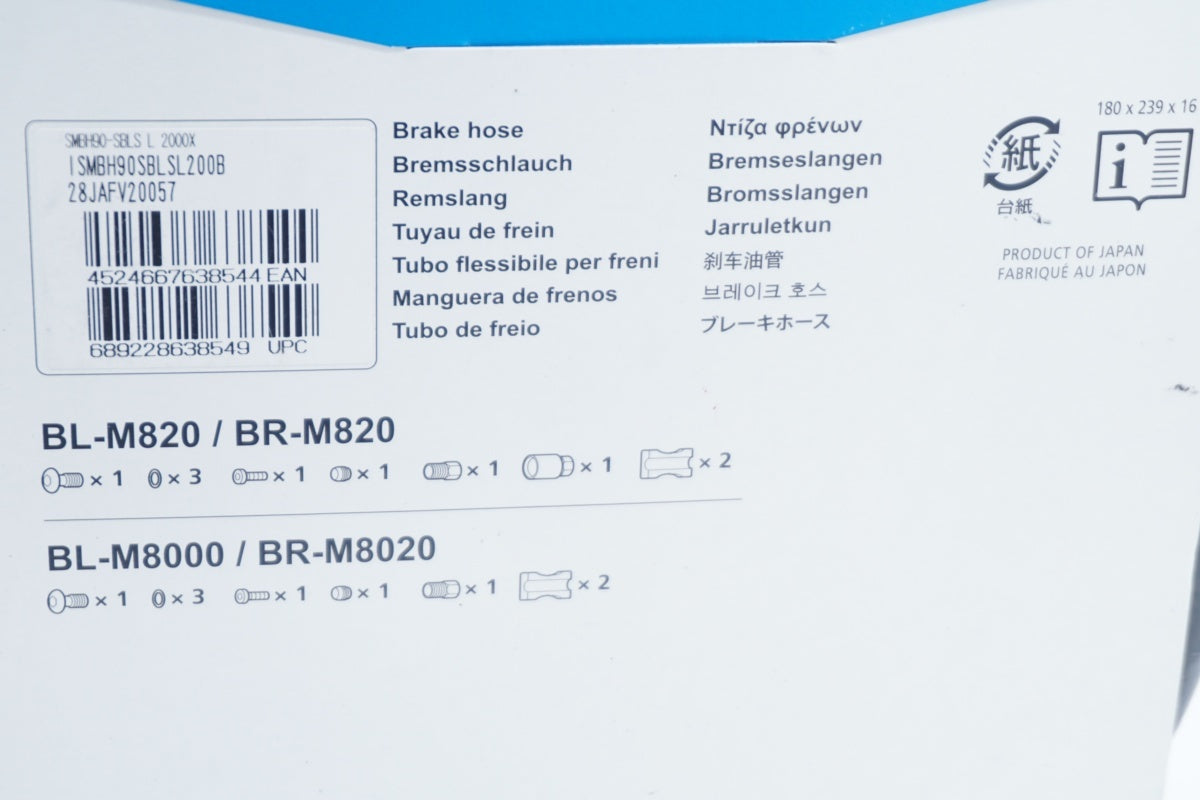 SMBH90-SBLS L 2000X
ISMBH90SBLSL200B
28JAFV20057
4524667638544 EAN
689228638549 UPC
Brake hose
Bremsschlauch
Remslang
Tuyau de frein
Tubo flessibile per freni
Manguera de frenos
Tubo de freio
Ντίζα φρένων
Bremseslangen
Bromsslangen
Jarruletkun
刹车油管
브레이크 호스
ブレーキホース
紙
台紙
180 x 239 x 16
i
PRODUCT OF JAPAN
FABRIQUÉ AU JAPON
BL-M820 / BR-M820
× 1 × 3 × 1 × 1 × 1 × 1 × 2
BL-M8000 / BR-M8020
× 1 × 3 × 1 × 1 × 1 × 2